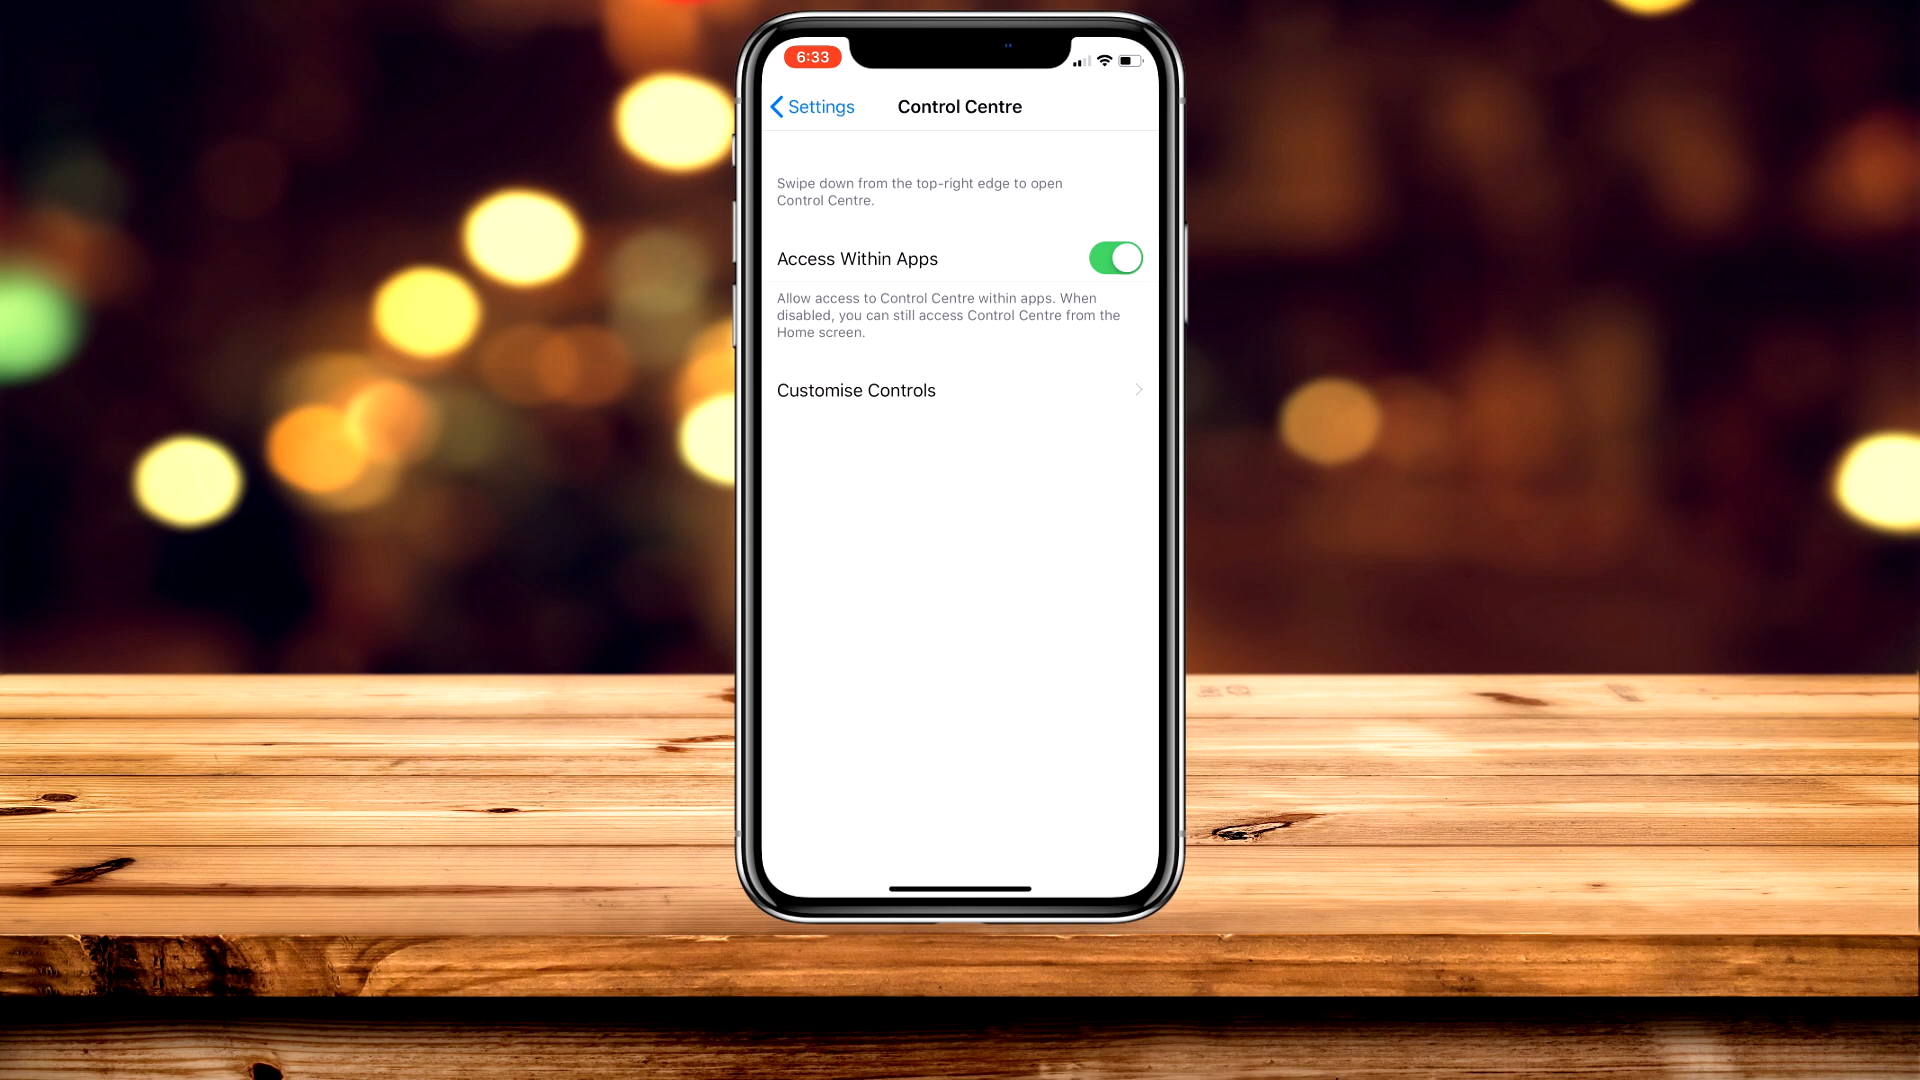 6:33
Settings
Control Centre
Swipe down from the top-right edge to open
Control Centre.
Access Within Apps
Allow access to Control Centre within apps. When
disabled, you can still access Control Centre from the
Home screen.
Customise Controls